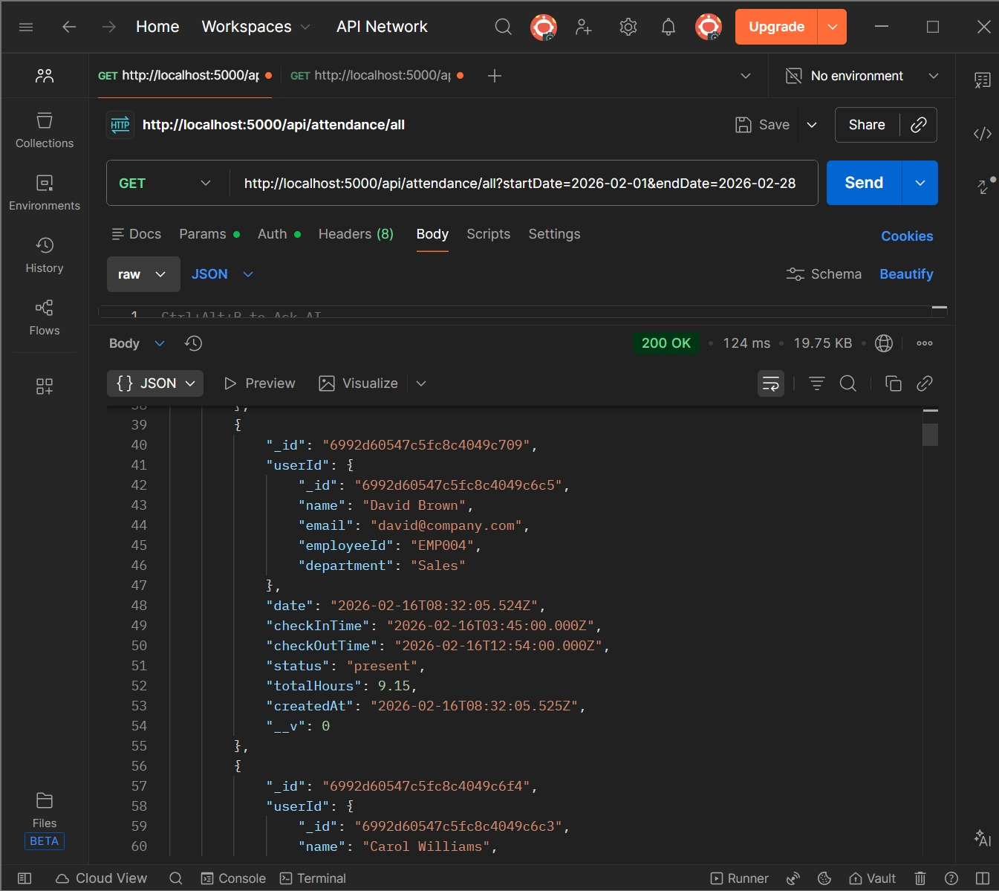 Home Workspaces API Network Upgrade
GET http://localhost:5000/ap GET http://localhost:5000/ap No environment
HTTP http://localhost:5000/api/attendance/all Save Share
GET http://localhost:5000/api/attendance/all?startDate=2026-02-01&endDate=2026-02-28 Send
Docs Params Auth Headers (8) Body Scripts Settings Cookies
raw JSON Schema Beautify
1 Ctrl+Alt+P to Ask AI
Body 200 OK 124 ms 19.75 KB
{} JSON Preview Visualize
Collections
Environments
History
Flows
Files
BETA
38 },
39 {
40 "_id": "6992d60547c5fc8c4049c709",
41 "userId": {
42 "_id": "6992d60547c5fc8c4049c6c5",
43 "name": "David Brown",
44 "email": "david@company.com",
45 "employeeId": "EMP004",
46 "department": "Sales"
47 },
48 "date": "2026-02-16T08:32:05.524Z",
49 "checkInTime": "2026-02-16T03:45:00.000Z",
50 "checkOutTime": "2026-02-16T12:54:00.000Z",
51 "status": "present",
52 "totalHours": 9.15,
53 "createdAt": "2026-02-16T08:32:05.525Z",
54 "__v": 0
55 },
56 {
57 "_id": "6992d60547c5fc8c4049c6f4",
58 "userId": {
59 "_id": "6992d60547c5fc8c4049c6c3",
60 "name": "Carol Williams",
AI
Cloud View Console Terminal Runner Vault